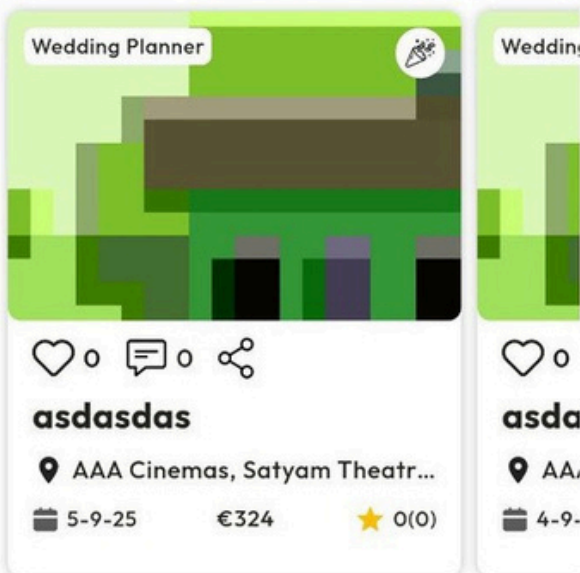 Wedding Planner
0 0
asdasdas
AAA Cinemas, Satyam Theatr...
5-9-25 €324 0(0)
Wedding
0
asda
AAA
4-9-